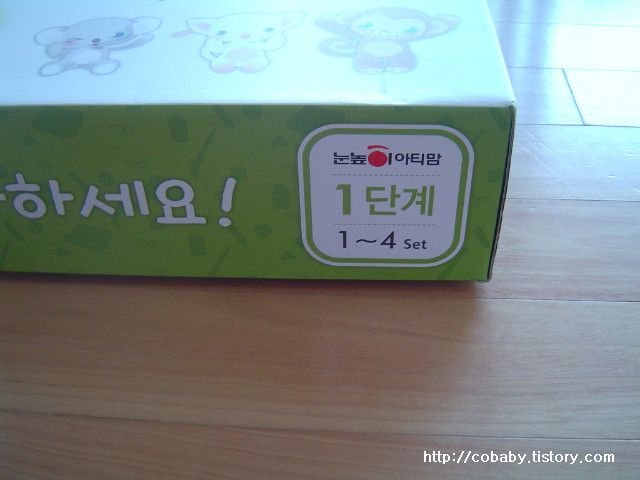 하세요!
눈높이아티맘
1단계
1~4 Set
http://cobaby.tistory.com